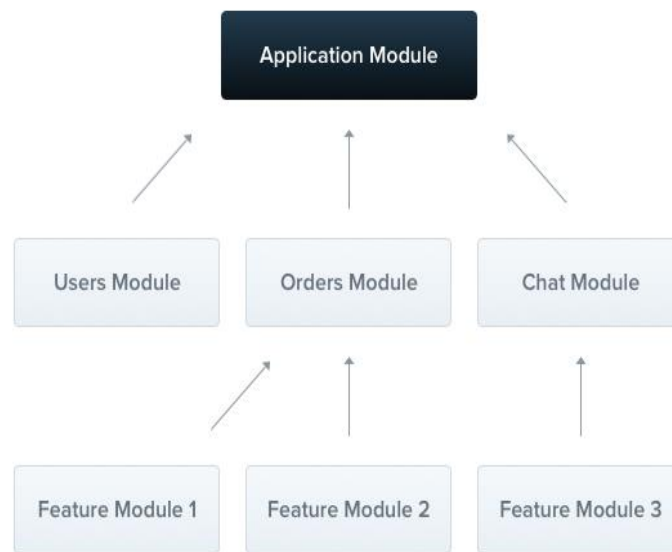 Application Module
Users Module
Orders Module
Chat Module
Feature Module 1
Feature Module 2
Feature Module 3